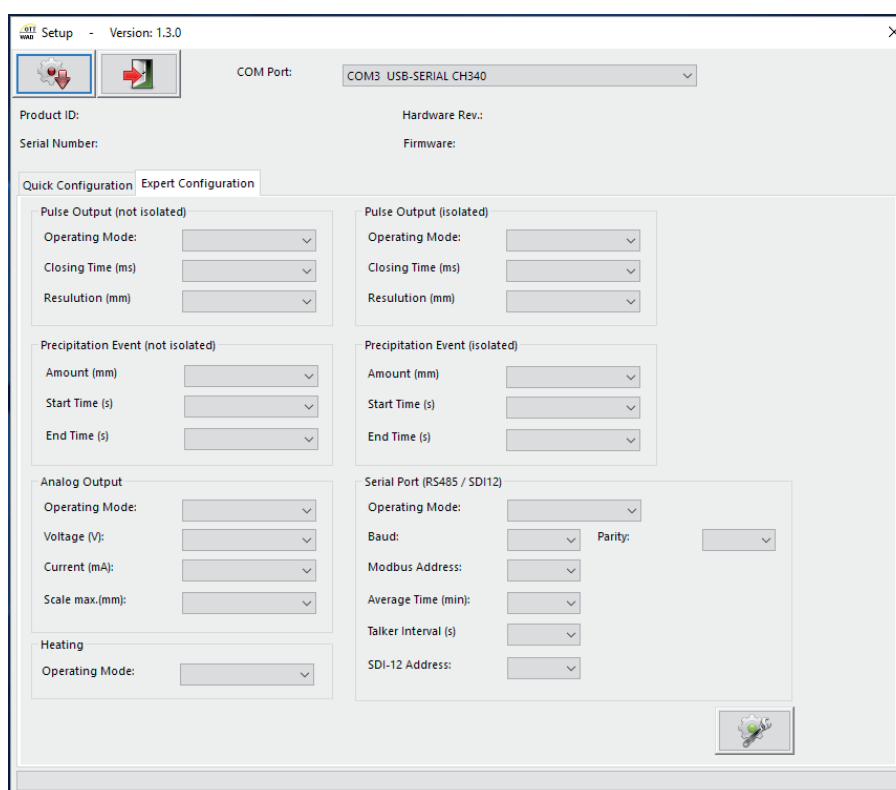 OTT
WAD
Setup - Version: 1.3.0
COM Port: COM3 USB-SERIAL CH340
Product ID: Hardware Rev.:
Serial Number: Firmware:
Quick Configuration Expert Configuration
Pulse Output (not isolated)
Operating Mode:
Closing Time (ms)
Resulution (mm)
Pulse Output (isolated)
Operating Mode:
Closing Time (ms)
Resulution (mm)
Precipitation Event (not isolated)
Amount (mm)
Start Time (s)
End Time (s)
Precipitation Event (isolated)
Amount (mm)
Start Time (s)
End Time (s)
Analog Output
Operating Mode:
Voltage (V):
Current (mA):
Scale max.(mm):
Heating
Operating Mode:
Serial Port (RS485 / SDI12)
Operating Mode:
Baud: Parity:
Modbus Address:
Average Time (min):
Talker Interval (s)
SDI-12 Address: